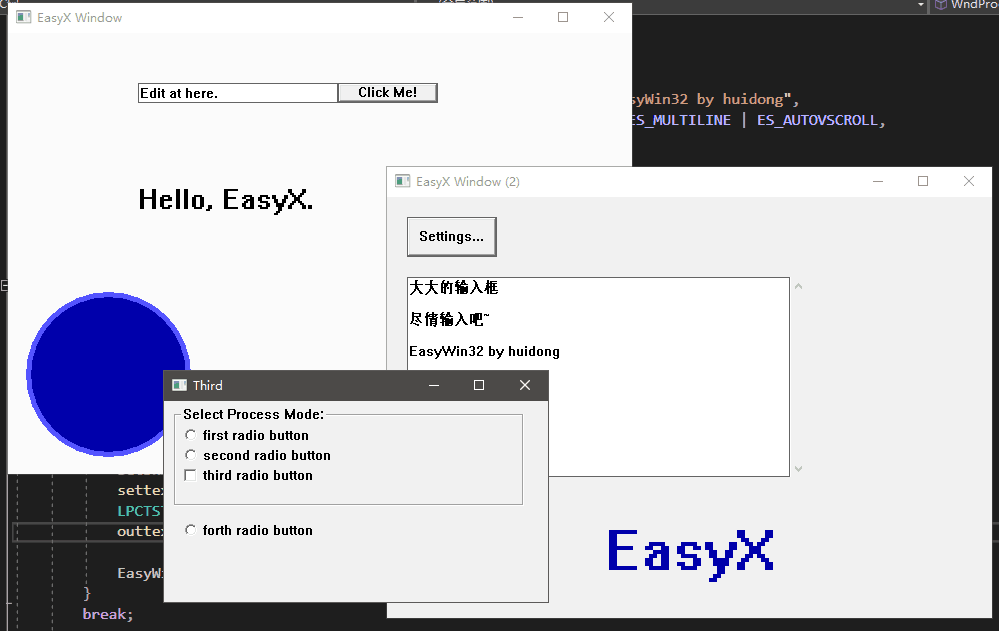 WndPro
EasyX Window
Edit at here.
Click Me!
syWin32 by huidong",
ES_MULTILINE | ES_AUTOVSCROLL,
Hello, EasyX.
EasyX Window (2)
Settings...
大大的输入框
尽情输入吧~
EasyWin32 by huidong
Third
Select Process Mode:
first radio button
second radio button
third radio button
forth radio button
EasyX
sette
LPCTS
outtex
EasyWi
}
break;